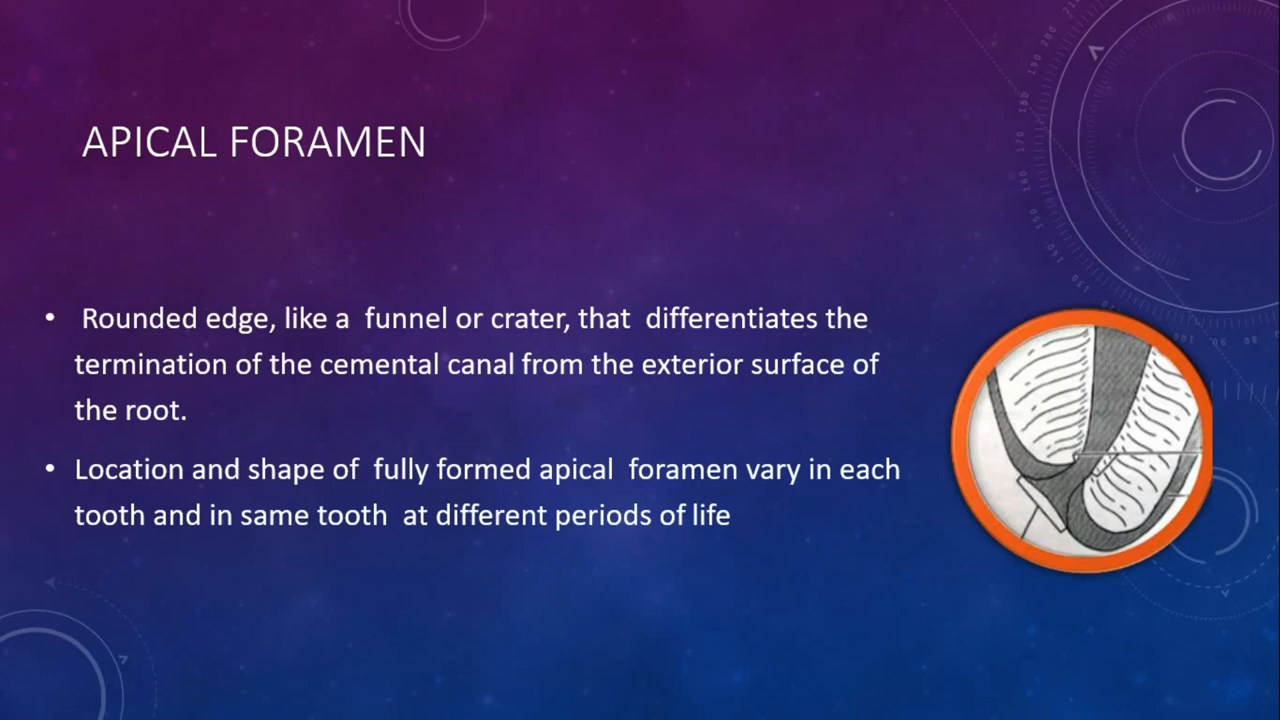 APICAL FORAMEN
• Rounded edge, like a funnel or crater, that differentiates the
termination of the cemental canal from the exterior surface of
the root.
• Location and shape of fully formed apical foramen vary in each
tooth and in same tooth at different periods of life